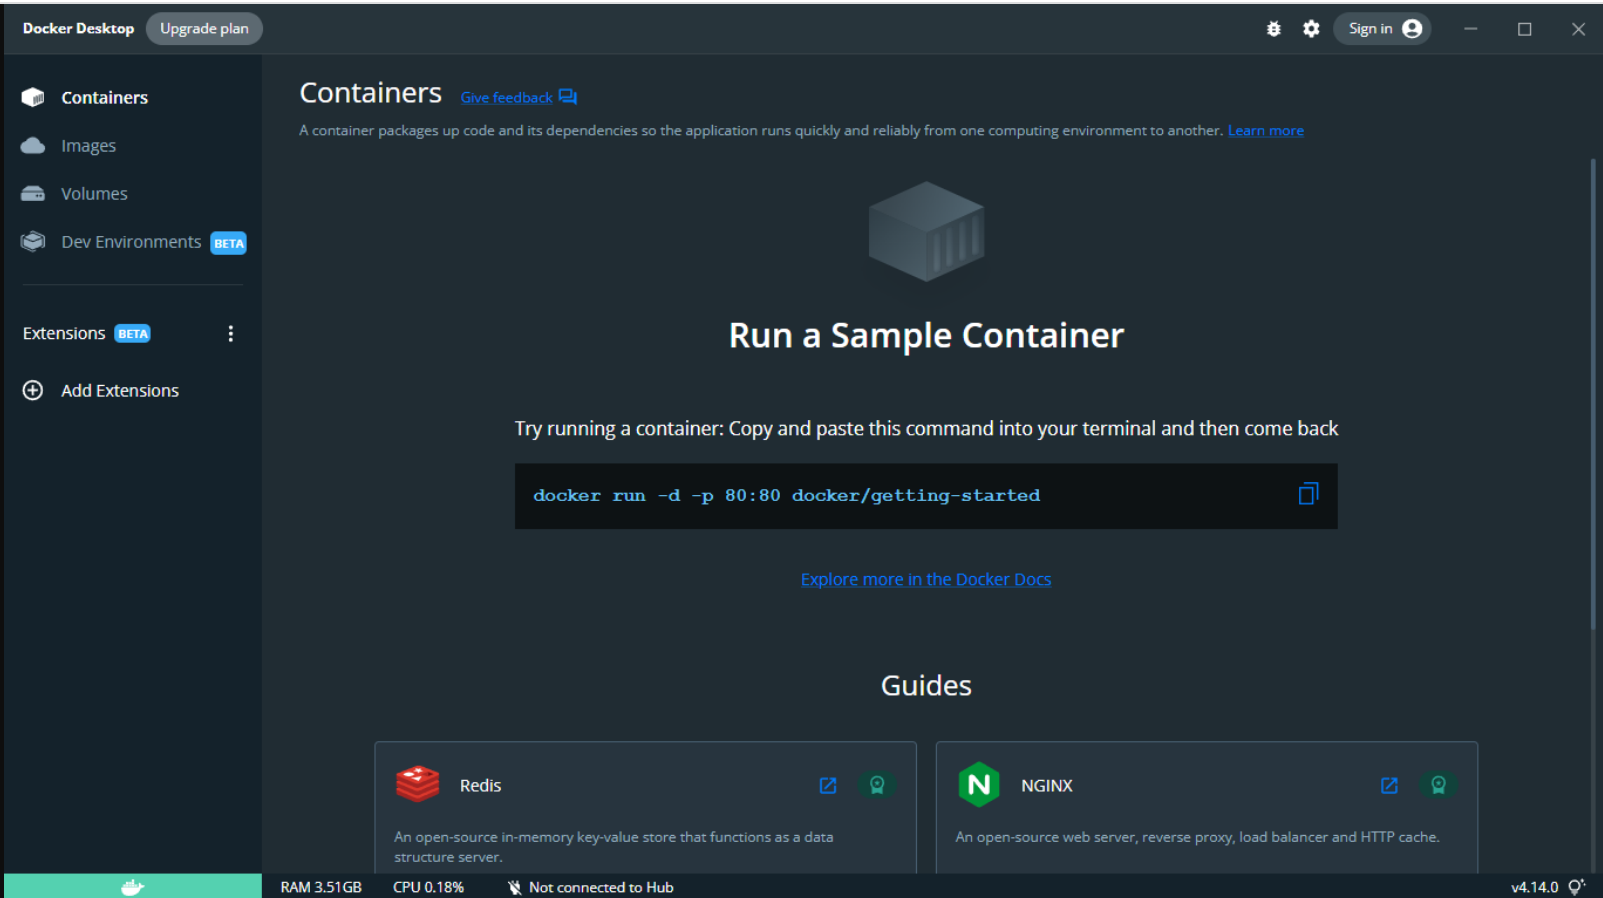 Docker Desktop Upgrade plan Sign in
Containers
Images
Volumes
Dev Environments BETA
Extensions BETA
Add Extensions
Containers Give feedback
A container packages up code and its dependencies so the application runs quickly and reliably from one computing environment to another. Learn more
Run a Sample Container
Try running a container: Copy and paste this command into your terminal and then come back
docker run -d -p 80:80 docker/getting-started
Explore more in the Docker Docs
Guides
Redis
An open-source in-memory key-value store that functions as a data
structure server.
N NGINX
An open-source web server, reverse proxy, load balancer and HTTP cache.
RAM 3.51GB CPU 0.18% Not connected to Hub v4.14.0